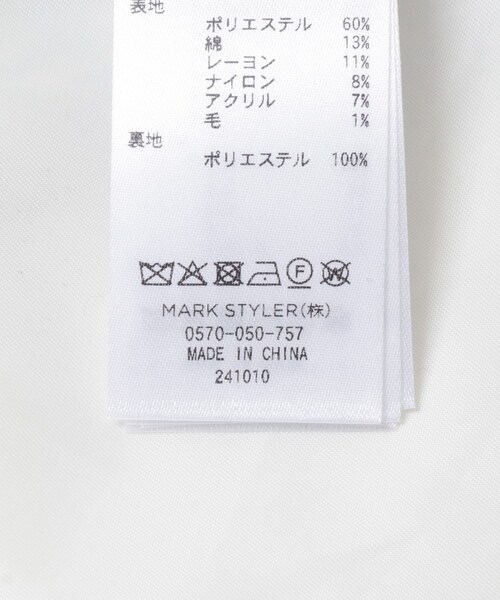 表地
ポリエステル 60%
綿 13%
レーヨン 11%
ナイロン 8%
アクリル 7%
毛 1%
裏地
ポリエステル 100%
F W
MARK STYLER(株)
0570-050-757
MADE IN CHINA
241010